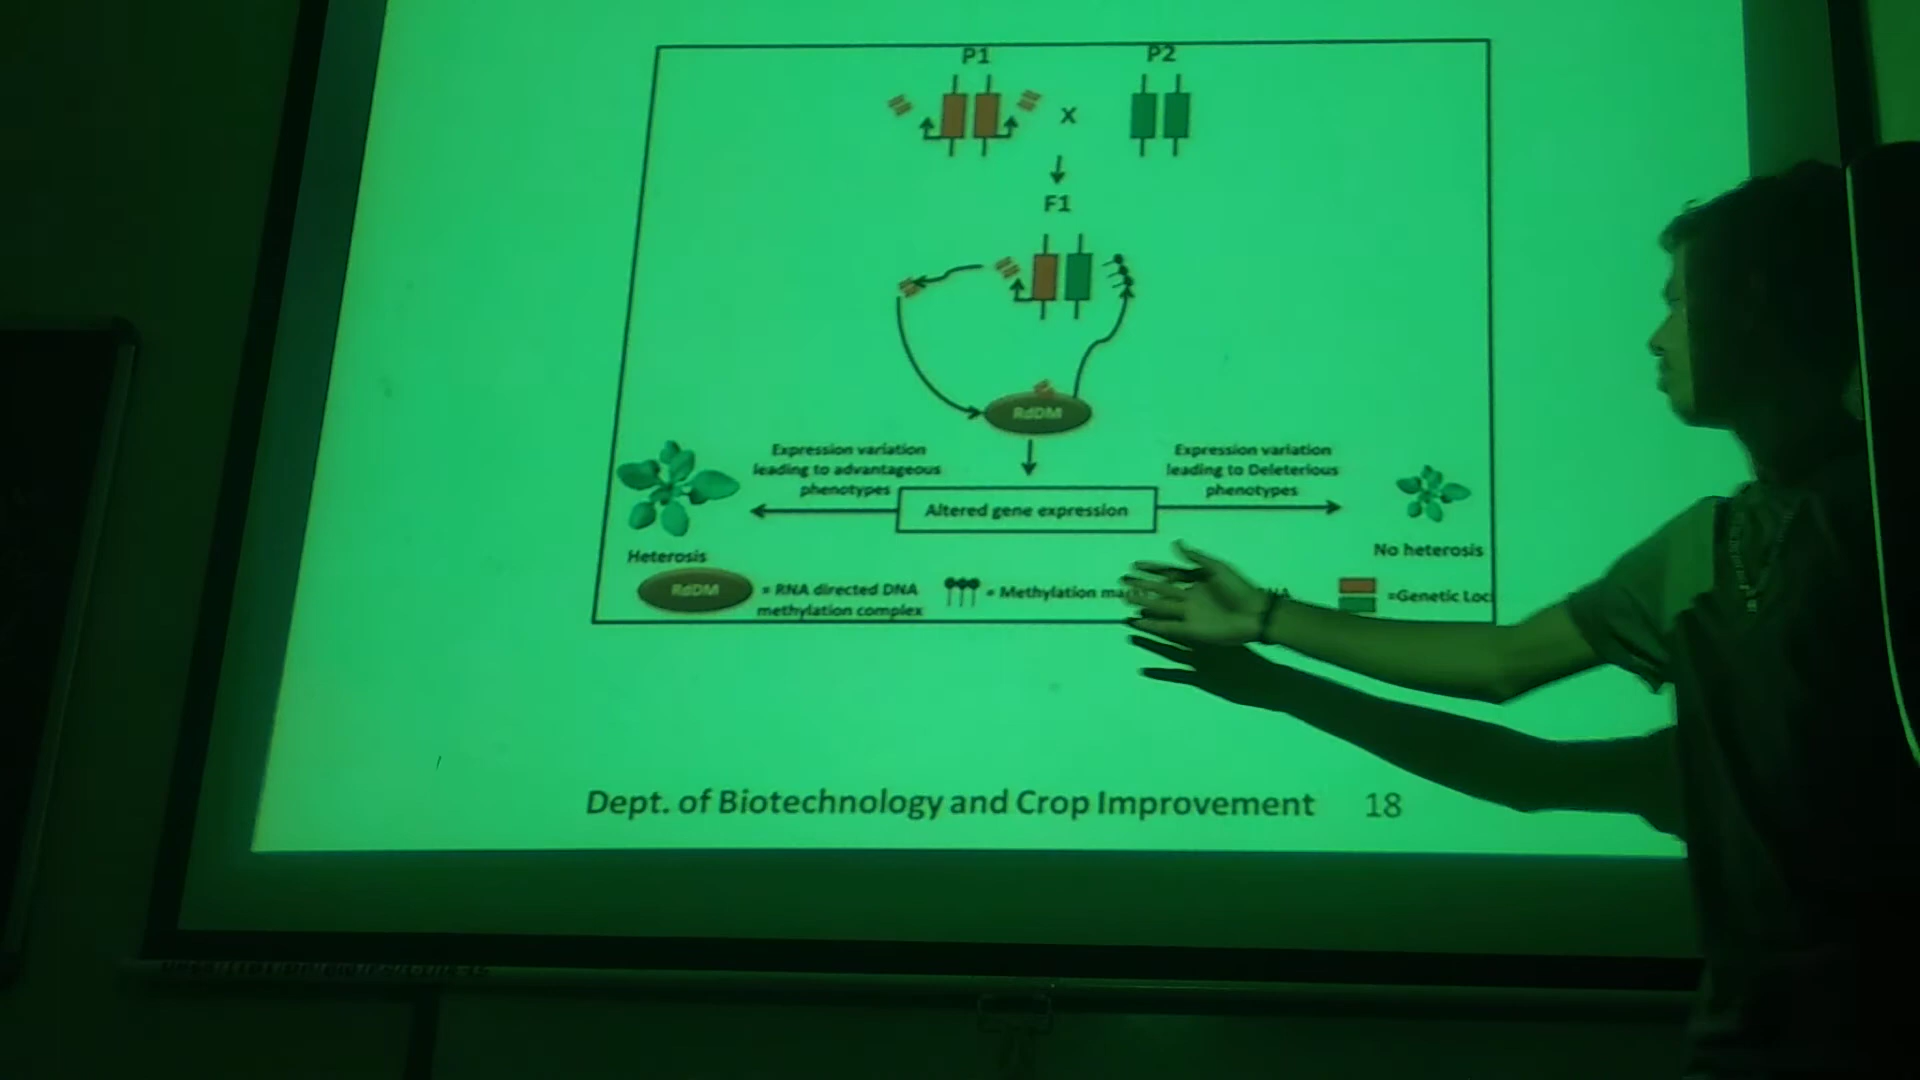 P1 P2
X
F1
RdDM
Expression variation
leading to advantageous
phenotypes
Expression variation
leading to Deleterious
phenotypes
Altered gene expression
Heterosis
No heterosis
RdDM = RNA directed DNA
methylation complex
= Methylation
=Genetic Loc
Dept. of Biotechnology and Crop Improvement 18